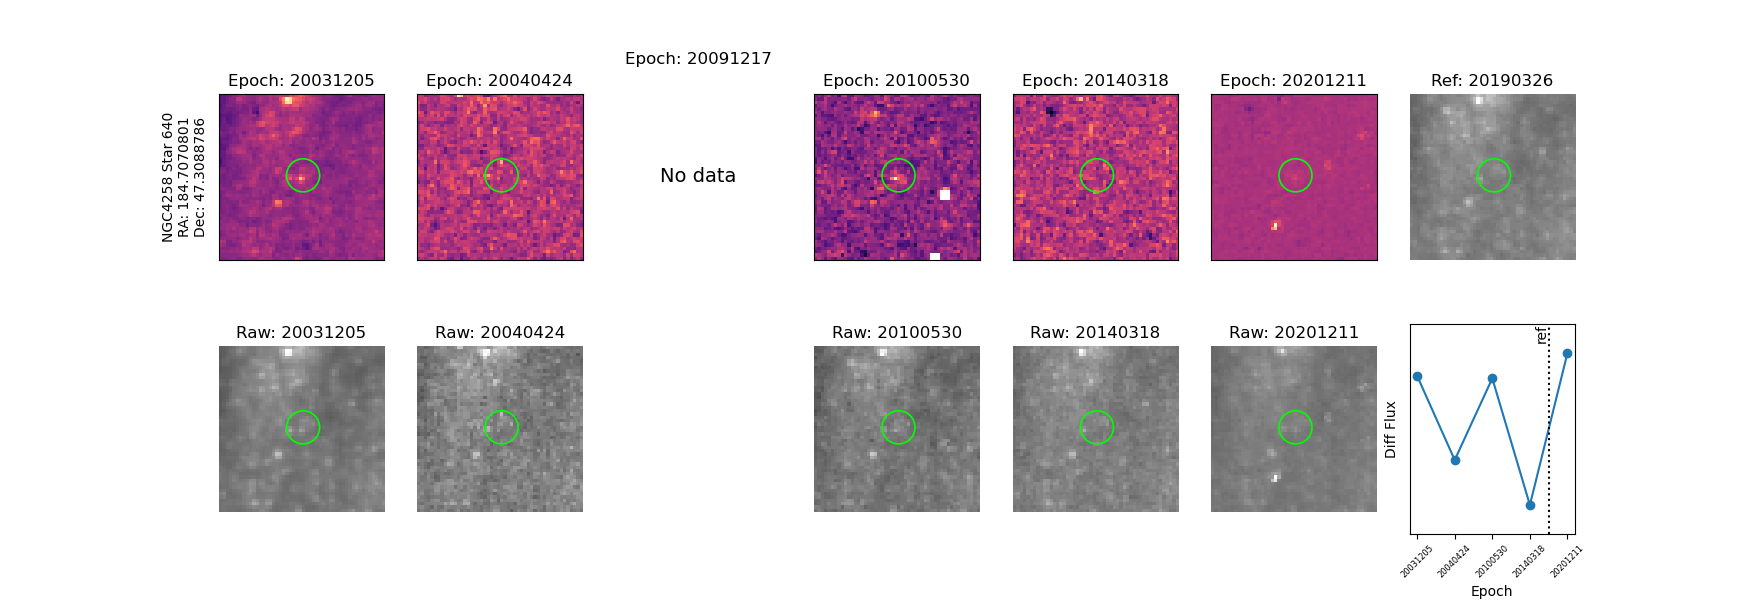 Epoch: 20091217
Epoch: 20031205
Epoch: 20040424
Epoch: 20100530
Epoch: 20140318
Epoch: 20201211
Ref: 20190326
NGC4258 Star 640
RA: 184.7070801
Dec: 47.3088786
No data
Raw: 20031205
Raw: 20040424
Raw: 20100530
Raw: 20140318
Raw: 20201211
ref
Diff Flux
20031205
20040424
20100530
20140318
20201211
Epoch